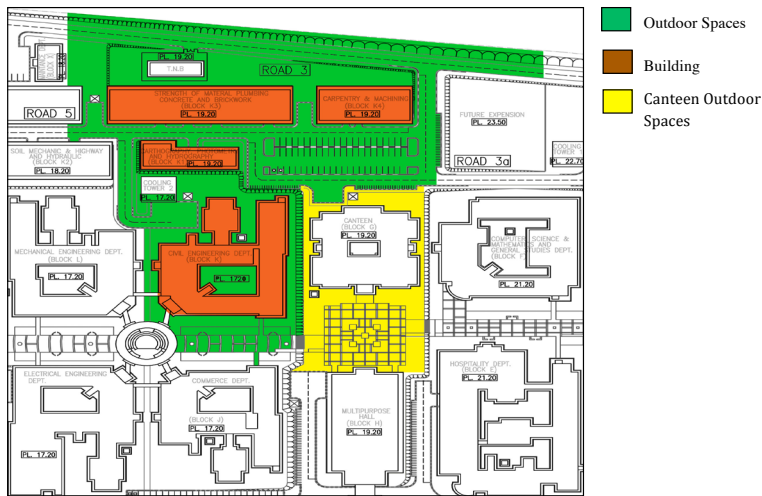 Outdoor Spaces
Building
Canteen Outdoor
Spaces
PL. 19.20
T.N.B
ROAD 3
ROAD 5
STRENGTH OF MATERIAL PLUMBING
CONCRETE AND BRICKWORK
(BLOCK K3)
PL. 19.20
CARPENTRY & MACHINING
(BLOCK K4)
PL. 19.20
FUTURE EXPENSION
PL. 23.50
ROAD 3a
COOLING
TOWER
PL. 22.70
SOIL MECHANIC & HIGHWAY
AND HYDRAULIC
(BLOCK K2)
PL. 18.20
AND HYDROGRAPHY
PL. 19.20
COOLING
TOWER 2
PL. 17.20
CANTEEN
(BLOCK G)
PL. 19.20
MECHANICAL ENGINEERING DEPT.
(BLOCK L)
PL. 17.20
CIVIL ENGINEERING DEPT.
(BLOCK K)
PL. 1720
COMPUTER SCIENCE &
MATHEMATICS AND
GENERAL STUDIES DEPT.
(BLOCK F)
PL. 21.20
ELECTRICAL ENGINEERING
DEPT.
PL. 17.20
COMMERCE DEPT.
(BLOCK J)
PL. 17.20
MULTIPURPOSE
HALL
(BLOCK H)
PL. 19.20
HOSPITALITY DEPT.
(BLOCK E)
PL. 21.20